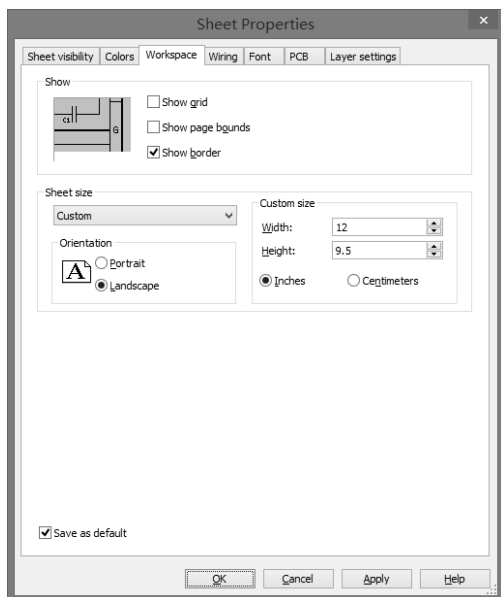 Sheet Properties
×
Sheet visibility Colors Workspace Wiring Font PCB Layer settings
Show
C1
G
Show grid
Show page bounds
Show border
Sheet size
Custom
Orientation
A
Portrait
Landscape
Custom size
Width: 12
Height: 9.5
Inches Centimeters
Save as default
OK Cancel Apply Help